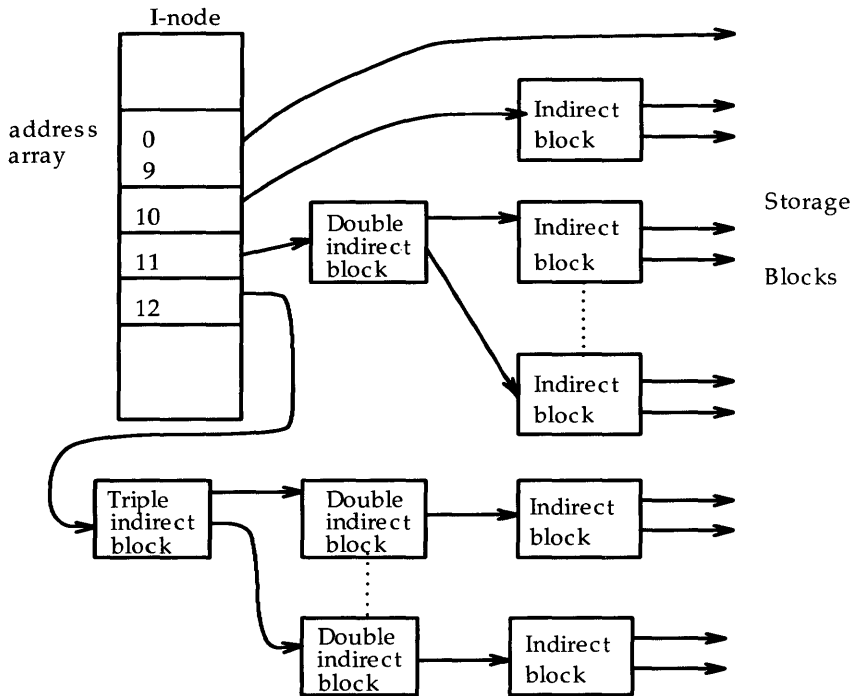 I-node
address
array
0
9
10
11
12
Indirect
block
Double
indirect
block
Indirect
block
Storage
Blocks
Indirect
block
Triple
indirect
block
Double
indirect
block
Indirect
block
Double
indirect
block
Indirect
block